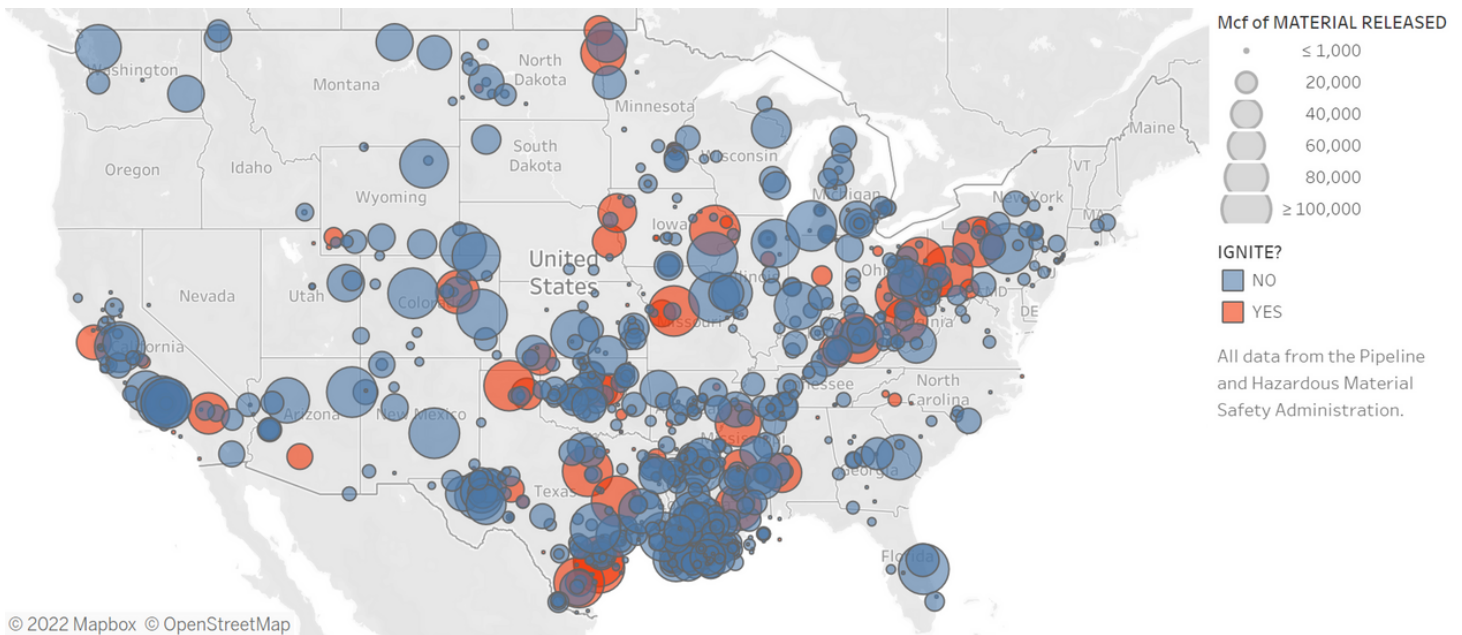 Washington
Montana
North
Dakota
Minnesota
Maine
Oregon
Idaho
South
Dakota
Wisconsin
VT
Wyoming
Michigan
New York
MA
Iowa
United
States
Nevada
Utah
Colorado
Illinois
Ohio
MD
DE
Missouri
California
Arizona
New Mexico
Tennessee
North
Carolina
Mississippi
Georgia
Texas
Florida
© 2022 Mapbox © OpenStreetMap
Mcf of MATERIAL RELEASED
≤ 1,000
20,000
40,000
60,000
80,000
≥ 100,000
IGNITE?
NO
YES
All data from the Pipeline
and Hazardous Material
Safety Administration.